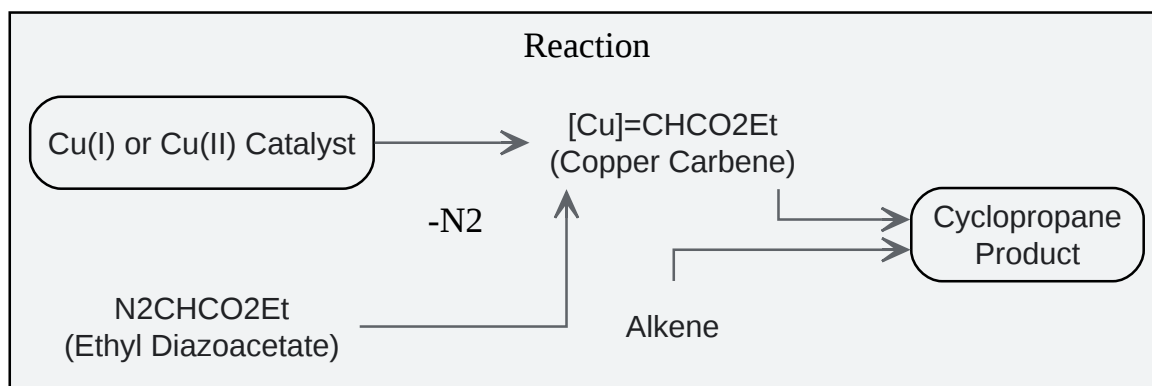 Reaction
Cu(I) or Cu(II) Catalyst
[Cu]=CHCO2Et
(Copper Carbene)
-N2
Cyclopropane
Product
N2CHCO2Et
(Ethyl Diazoacetate)
Alkene